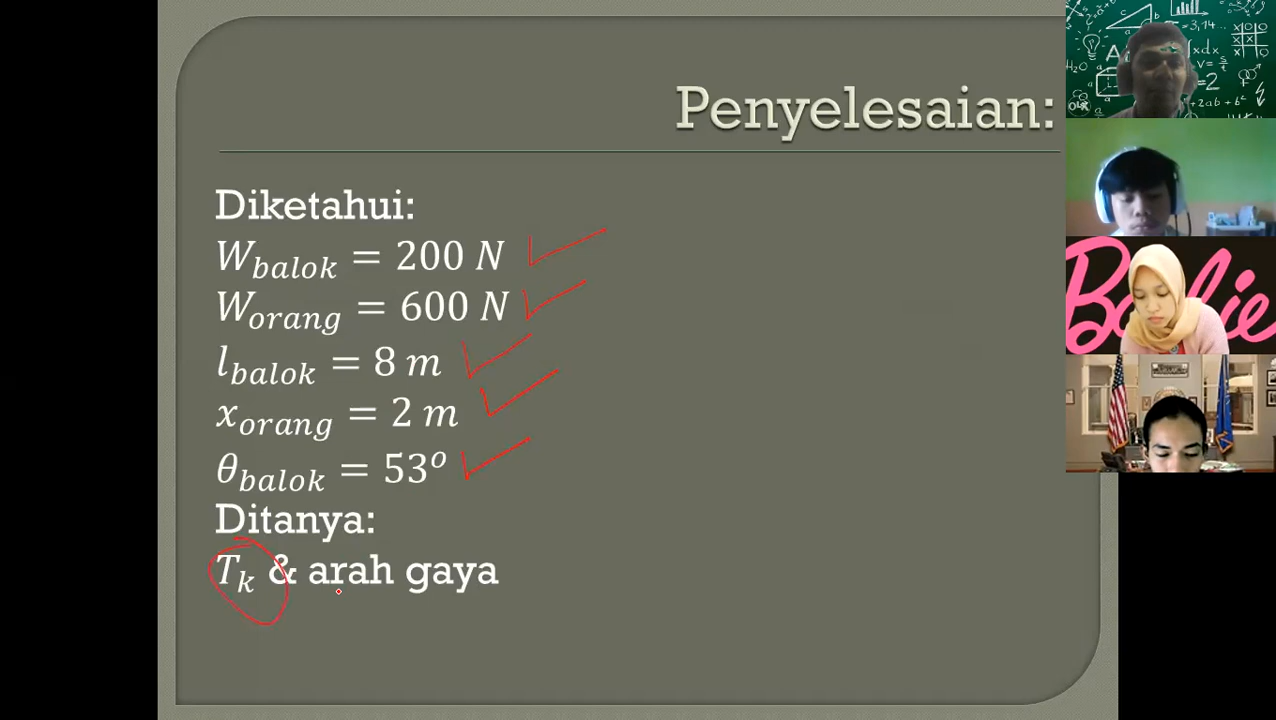 Penyelesaian:
Diketahui:
W_balok = 200 N
W_orang = 600 N
l_balok = 8 m
x_orang = 2 m
θ_balok = 53°
Ditanya:
T_k & arah gaya
Barbie